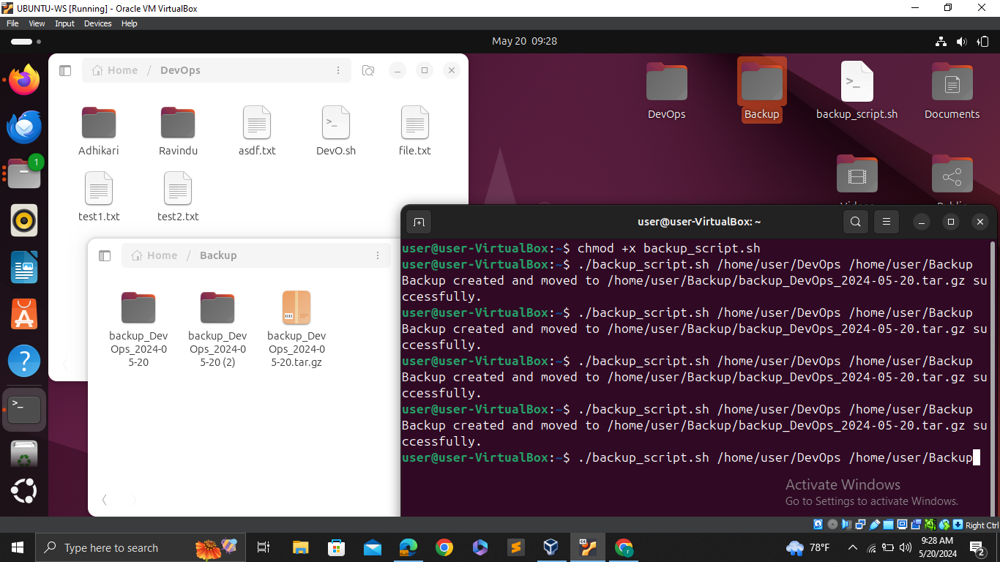 UBUNTU-WS [Running] - Oracle VM VirtualBox
File View Input Devices Help
May 20 09:28
Home / DevOps
Adhikari Ravindu asdf.txt DevO.sh file.txt
test1.txt test2.txt
DevOps Backup backup_script.sh Documents
1
Home / Backup
backup_DevOps_2024-05-20
backup_DevOps_2024-05-20 (2)
backup_DevOps_2024-05-20.tar.gz
user@user-VirtualBox: ~
user@user-VirtualBox:~$ chmod +x backup_script.sh
user@user-VirtualBox:~$ ./backup_script.sh /home/user/DevOps /home/user/Backup
Backup created and moved to /home/user/Backup/backup_DevOps_2024-05-20.tar.gz su
ccessfully.
user@user-VirtualBox:~$ ./backup_script.sh /home/user/DevOps /home/user/Backup
Backup created and moved to /home/user/Backup/backup_DevOps_2024-05-20.tar.gz su
ccessfully.
user@user-VirtualBox:~$ ./backup_script.sh /home/user/DevOps /home/user/Backup
Backup created and moved to /home/user/Backup/backup_DevOps_2024-05-20.tar.gz su
ccessfully.
user@user-VirtualBox:~$ ./backup_script.sh /home/user/DevOps /home/user/Backup
Backup created and moved to /home/user/Backup/backup_DevOps_2024-05-20.tar.gz su
ccessfully.
user@user-VirtualBox:~$ ./backup_script.sh /home/user/DevOps /home/user/Backup
Activate Windows
Go to Settings to activate Windows.
Right Ctrl
Type here to search
78°F
9:28 AM
5/20/2024
2